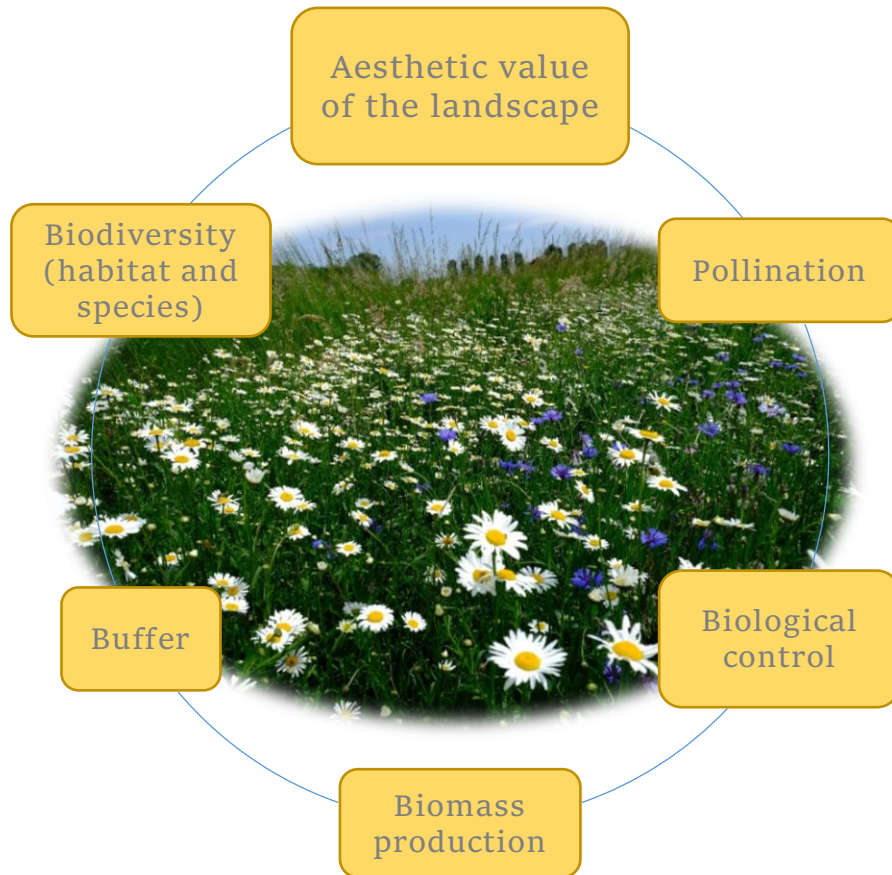 Aesthetic value
of the landscape
Biodiversity
(habitat and
species)
Pollination
Buffer
Biological
control
Biomass
production